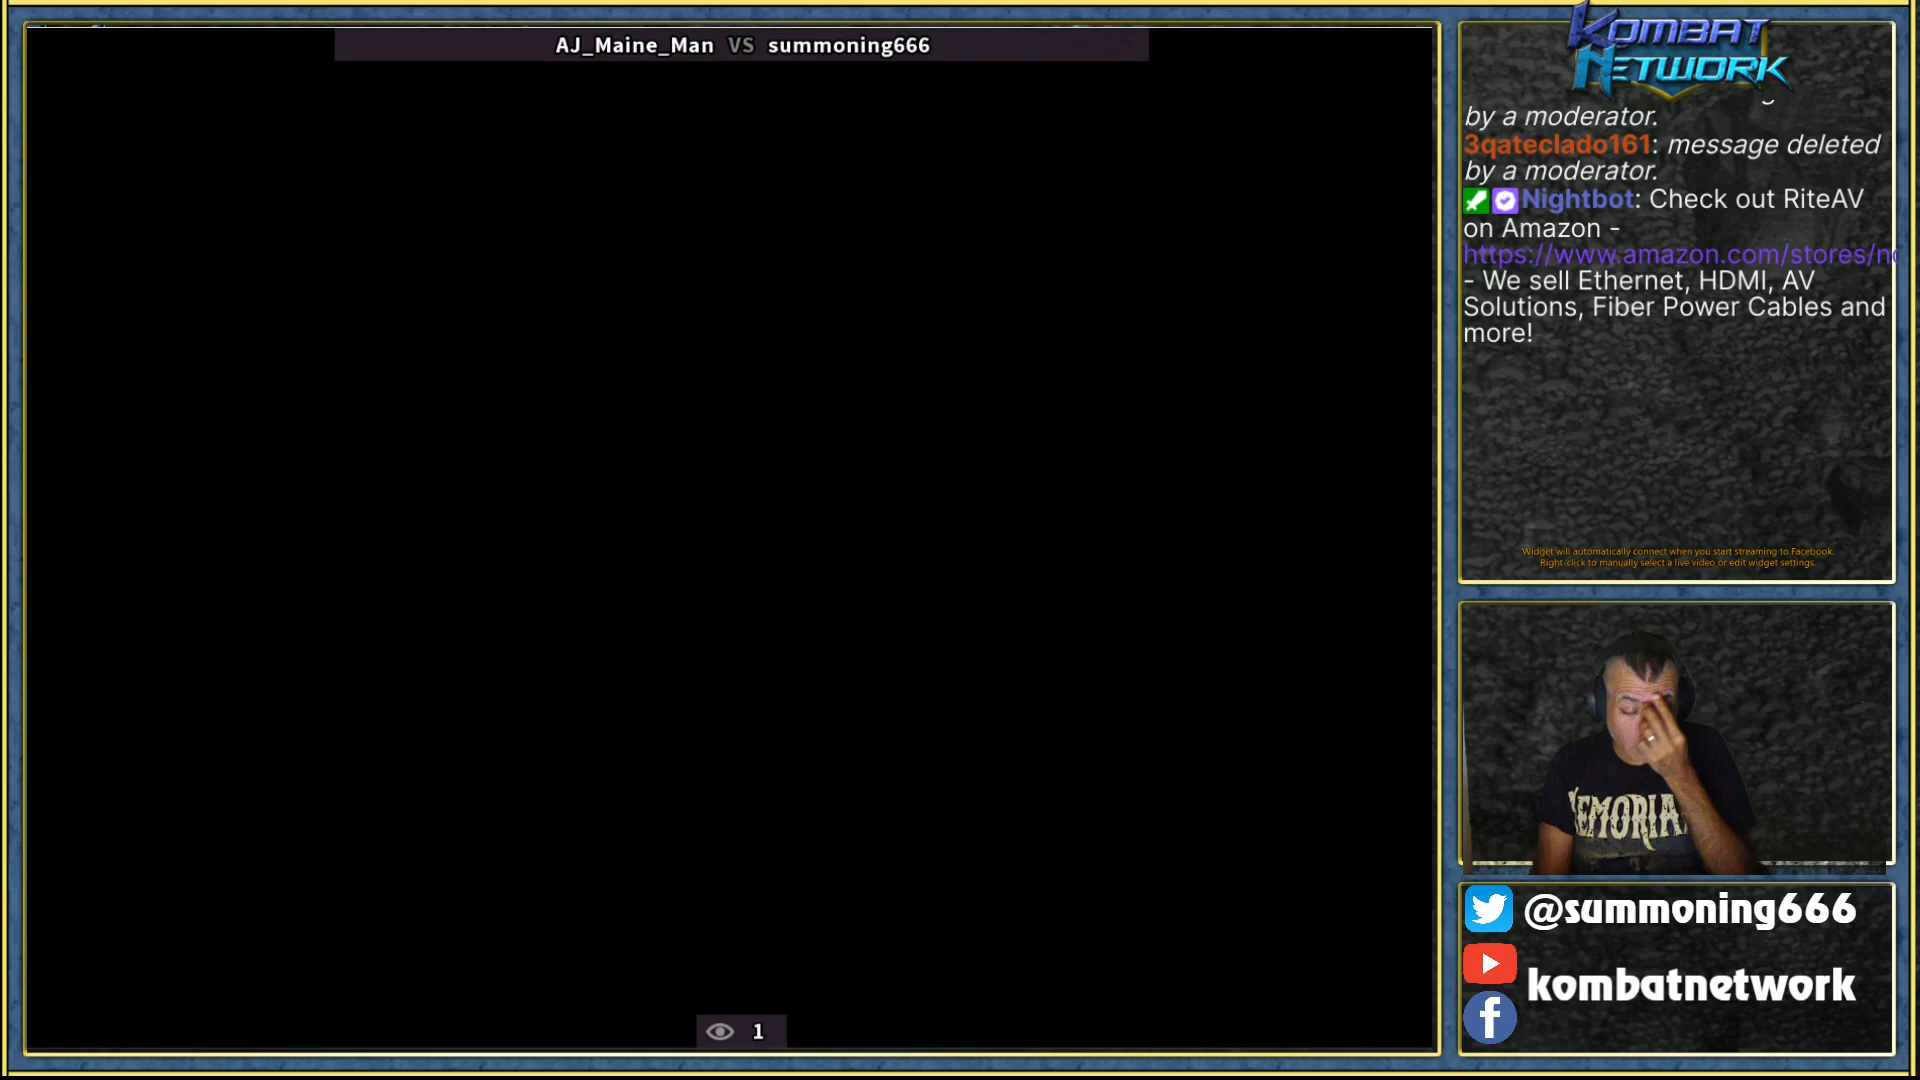 AJ_Maine_Man VS summoning666
1
KOMBAT
NETWORK
by a moderator.
3qateclado161: message deleted
by a moderator.
Nightbot: Check out RiteAV
on Amazon -
https://www.amazon.com/stores/no
- We sell Ethernet, HDMI, AV
Solutions, Fiber Power Cables and
more!
Widget will automatically connect when you start streaming to Facebook.
Right-click to manually select a live video or edit widget settings.
@summoning666
kombatnetwork